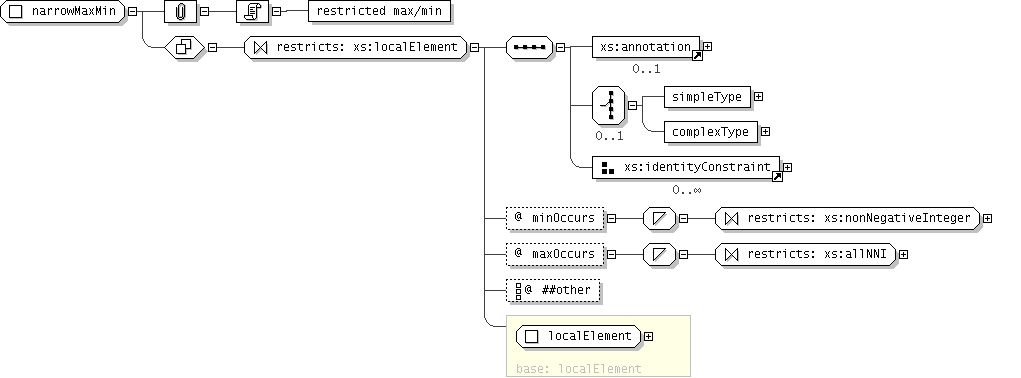 narrowMaxMin
restricted max/min
restricts: xs:localElement
xs:annotation
0..1
simpleType
0..1
complexType
xs:identityConstraint
0..∞
@ minOccurs
restricts: xs:nonNegativeInteger
@ maxOccurs
restricts: xs:allNNI
@ ##other
localElement
base: localElement